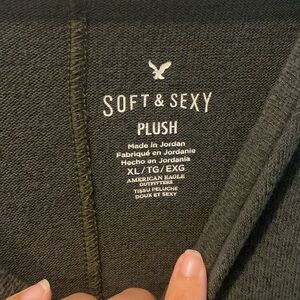 SOFT & SEXY
PLUSH
Made in Jordan
Fabriqué en Jordanie
Hecho en Jordania
XL/TG/EXG
AMERICAN EAGLE
OUTFITTERS
TISSU PELUCHE
DOUX ET SEXY